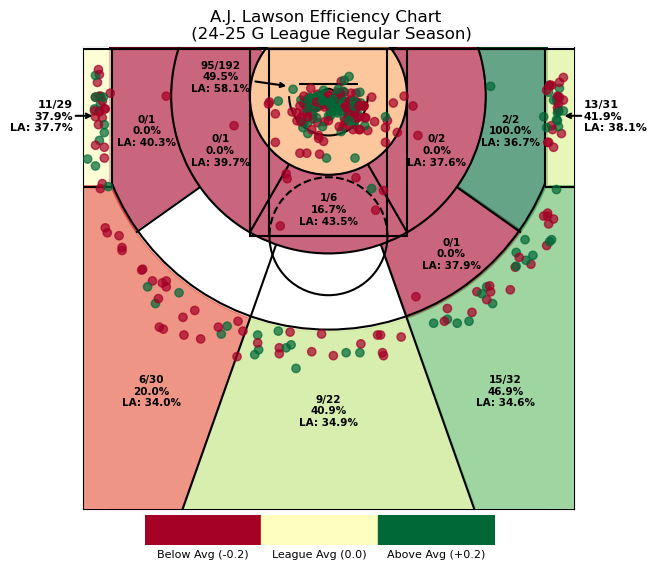 A.J. Lawson Efficiency Chart
(24-25 G League Regular Season)
95/192
49.5%
LA: 58.1%
11/29
37.9%
LA: 37.7%
0/1
0.0%
LA: 40.3%
0/1
0.0%
LA: 39.7%
0/2
0.0%
LA: 37.6%
2/2
100.0%
LA: 36.7%
13/31
41.9%
LA: 38.1%
1/6
16.7%
LA: 43.5%
0/1
0.0%
LA: 37.9%
6/30
20.0%
LA: 34.0%
9/22
40.9%
LA: 34.9%
15/32
46.9%
LA: 34.6%
Below Avg (-0.2)
League Avg (0.0)
Above Avg (+0.2)